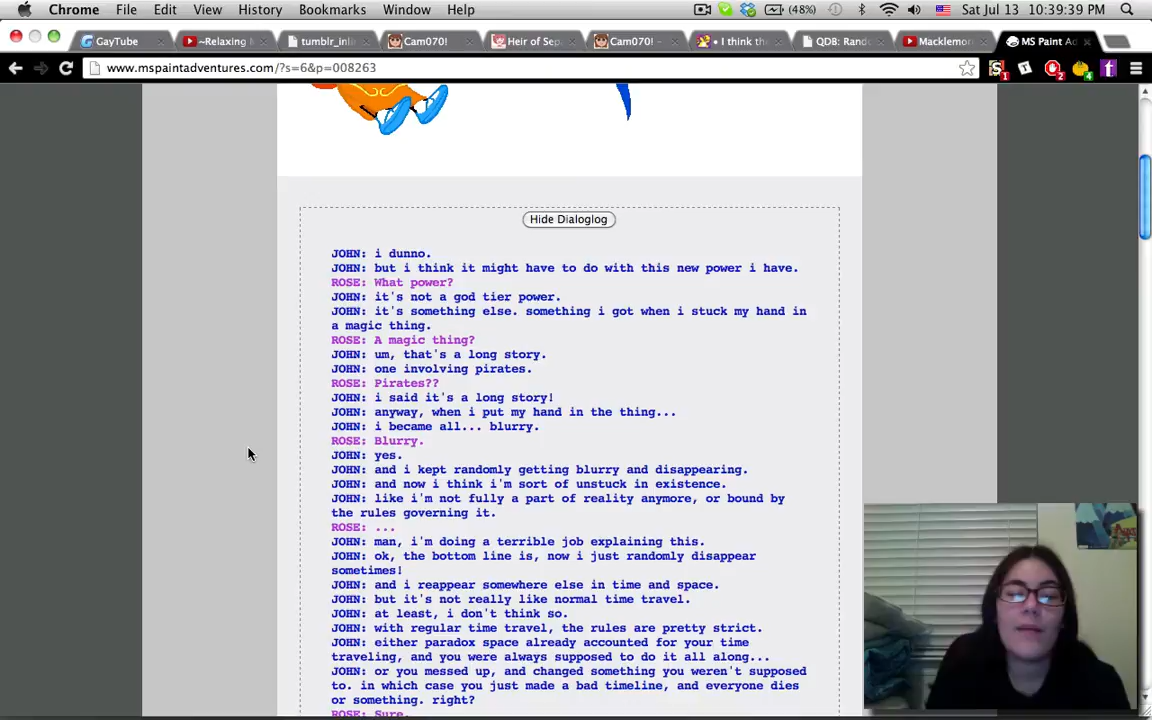 Chrome File Edit View History Bookmarks Window Help (48%) Sat Jul 13 10:39:39 PM
GayTube ~Relaxing tumblr_inli Cam070! Heir of Sep Cam070! - • I think the QDB: Rand Macklemor MS Paint Ad
www.mspaintadventures.com/?s=6&p=008263
Hide Dialoglog
JOHN: i dunno.
JOHN: but i think it might have to do with this new power i have.
ROSE: What power?
JOHN: it's not a god tier power.
JOHN: it's something else. something i got when i stuck my hand in
a magic thing.
ROSE: A magic thing?
JOHN: um, that's a long story.
JOHN: one involving pirates.
ROSE: Pirates??
JOHN: i said it's a long story!
JOHN: anyway, when i put my hand in the thing...
JOHN: i became all... blurry.
ROSE: Blurry.
JOHN: yes.
JOHN: and i kept randomly getting blurry and disappearing.
JOHN: and now i think i'm sort of unstuck in existence.
JOHN: like i'm not fully a part of reality anymore, or bound by
the rules governing it.
ROSE: ...
JOHN: man, i'm doing a terrible job explaining this.
JOHN: ok, the bottom line is, now i just randomly disappear
sometimes!
JOHN: and i reappear somewhere else in time and space.
JOHN: but it's not really like normal time travel.
JOHN: at least, i don't think so.
JOHN: with regular time travel, the rules are pretty strict.
JOHN: either paradox space already accounted for your time
traveling, and you were always supposed to do it all along...
JOHN: or you messed up, and changed something you weren't supposed
to. in which case you just made a bad timeline, and everyone dies
or something. right?
ROSE: Sure.